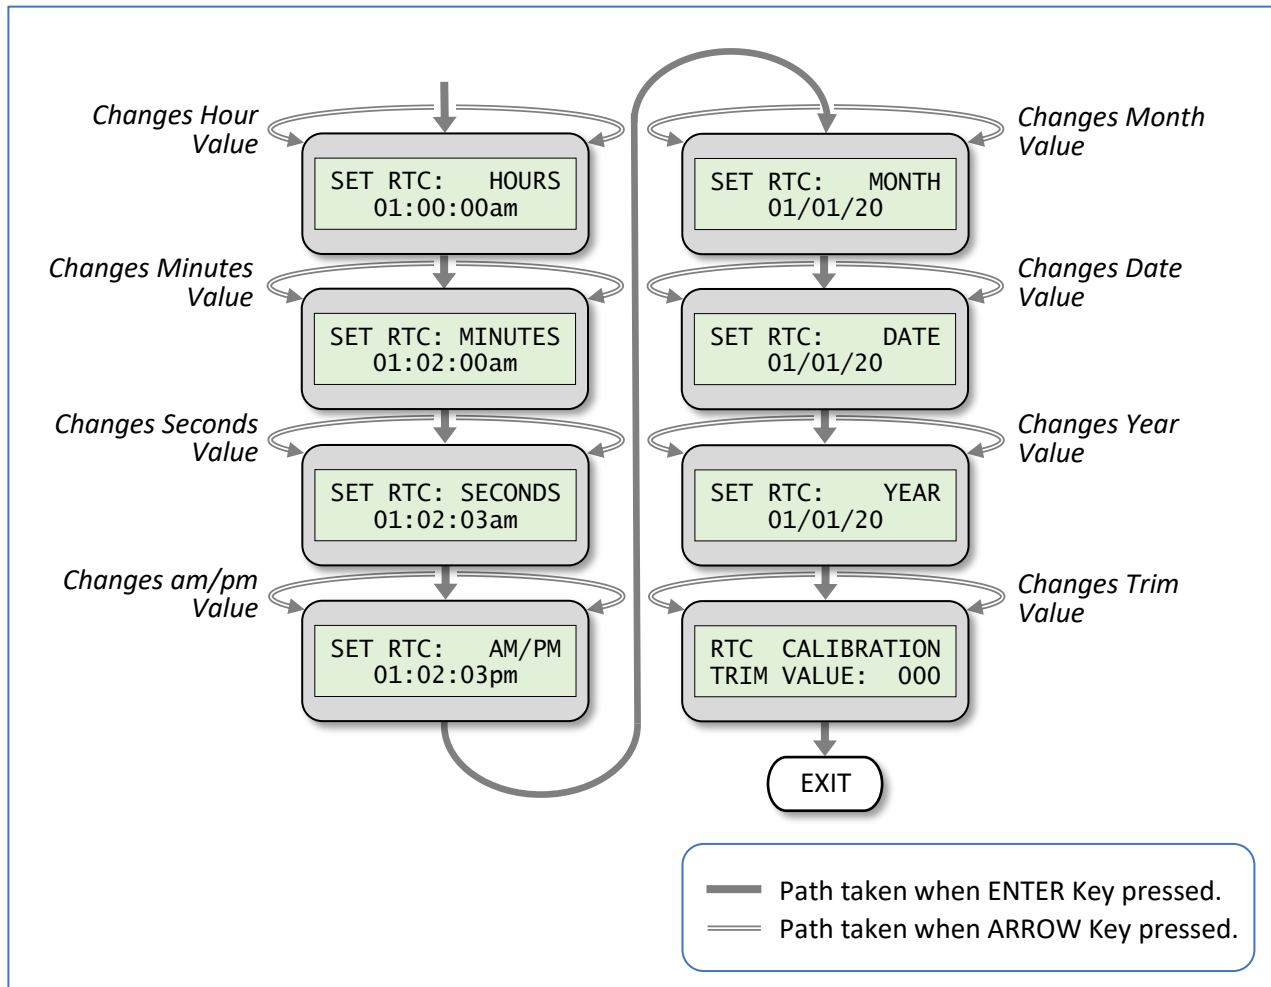 Changes Hour
Value
SET RTC:   HOURS
01:00:00am
Changes Minutes
Value
SET RTC: MINUTES
01:02:00am
Changes Seconds
Value
SET RTC: SECONDS
01:02:03am
Changes am/pm
Value
SET RTC:   AM/PM
01:02:03pm
Changes Month
Value
SET RTC:   MONTH
01/01/20
Changes Date
Value
SET RTC:    DATE
01/01/20
Changes Year
Value
SET RTC:    YEAR
01/01/20
Changes Trim
Value
RTC  CALIBRATION
TRIM VALUE:  000
EXIT
Path taken when ENTER Key pressed.
Path taken when ARROW Key pressed.